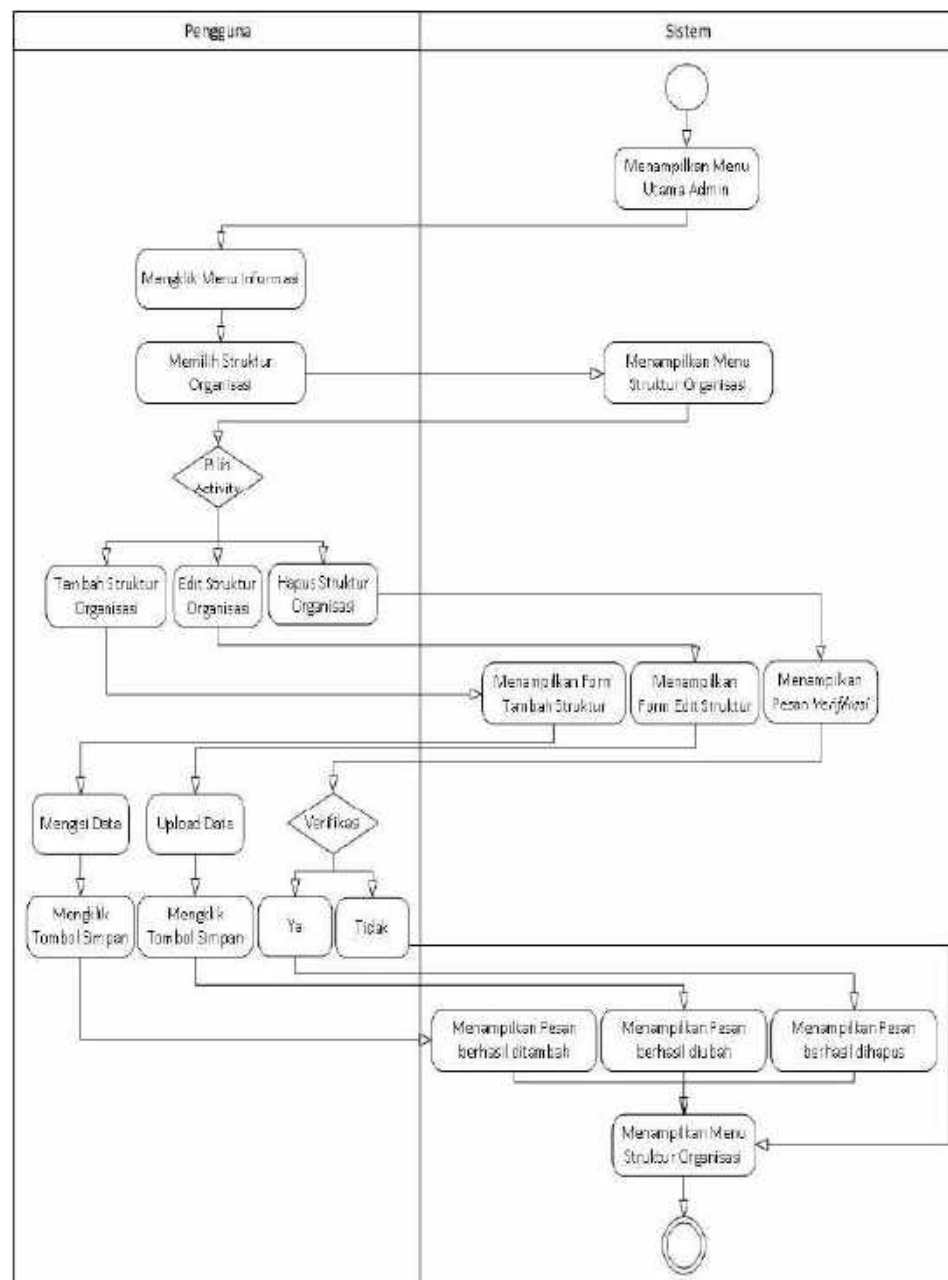 Pengguna
Sistem
Menampilkan Menu
Utama Admin
Mengklik Menu Informasi
Memilih Struktur
Organisasi
Menampilkan Menu
Struktur Organisasi
Pilih
Activity
Tambah Struktur
Organisasi
Edit Struktur
Organisasi
Hapus Struktur
Organisasi
Menampilkan Form
Tambah Struktur
Menampilkan
Form Edit Struktur
Menampilkan
Pesan Verifikasi
Mengisi Data
Upload Data
Verifikasi
Mengklik
Tombol Simpan
Mengklik
Tombol Simpan
Ya
Tidak
Menampilkan Pesan
berhasil ditambah
Menampilkan Pesan
berhasil diubah
Menampilkan Pesan
berhasil dihapus
Menampilkan Menu
Struktur Organisasi